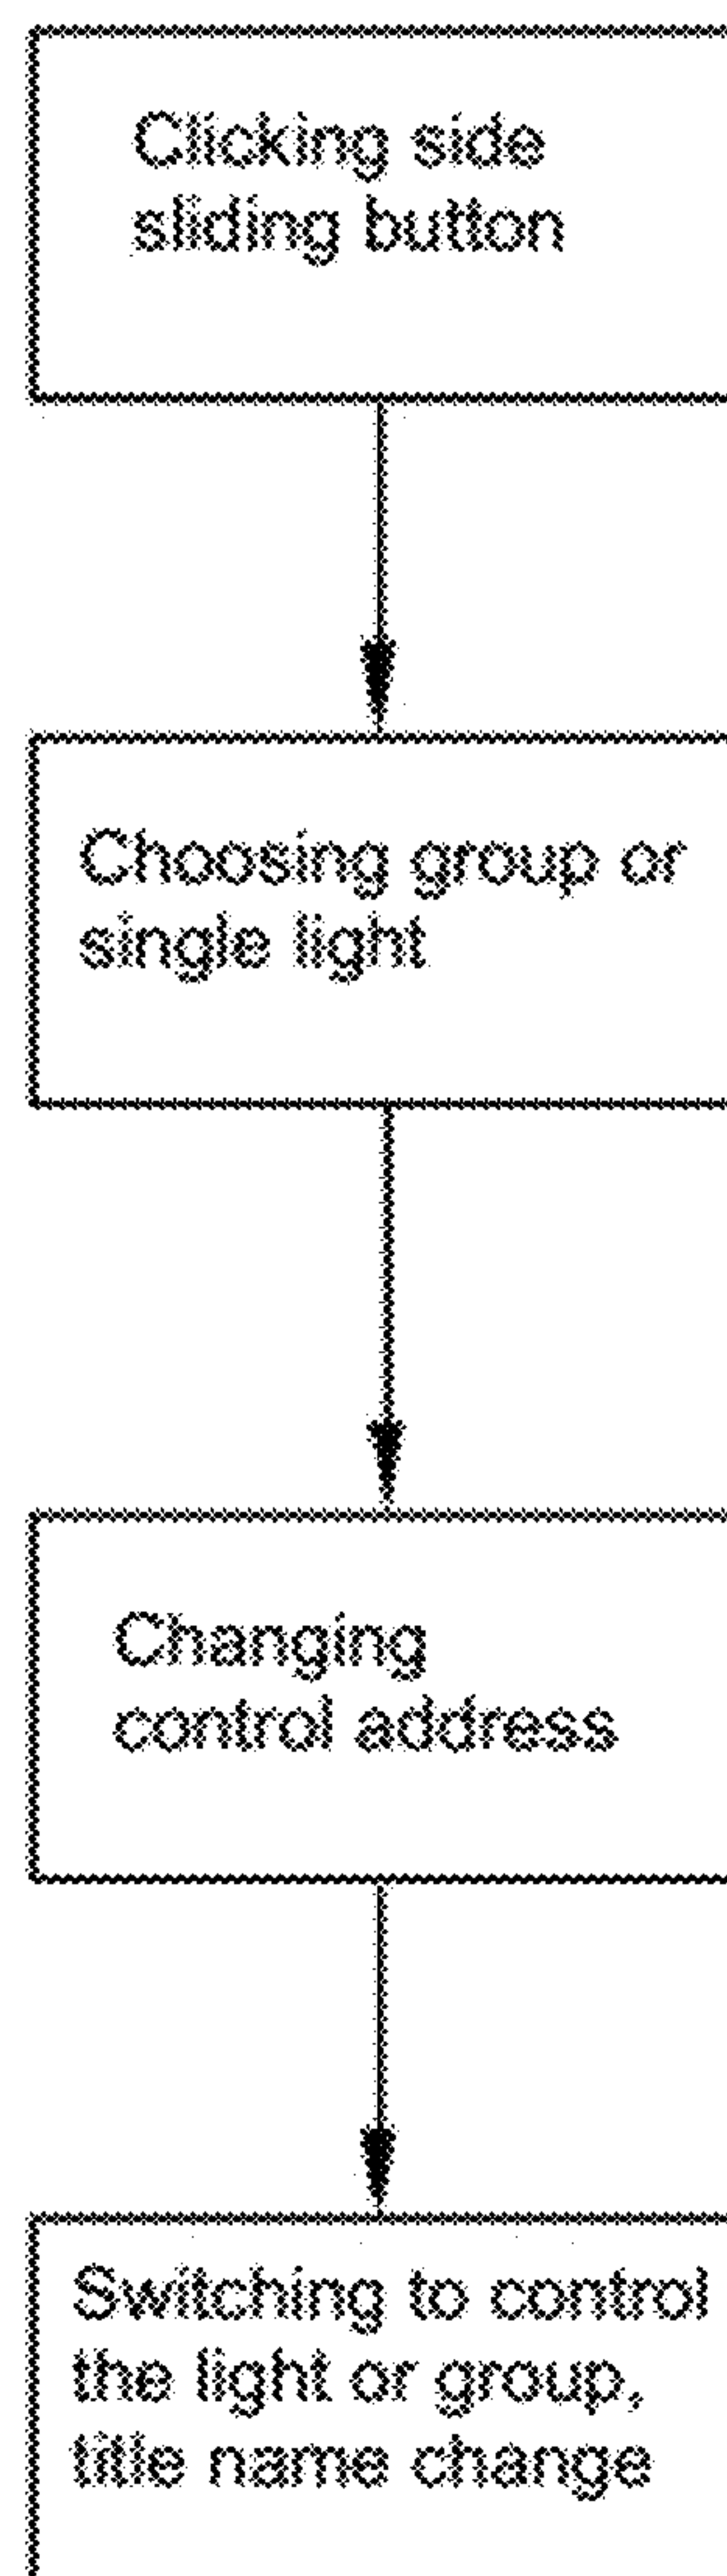 Clicking side
sliding button
Choosing group or
single light
Changing
control address
Switching to control
the light or group,
title name change